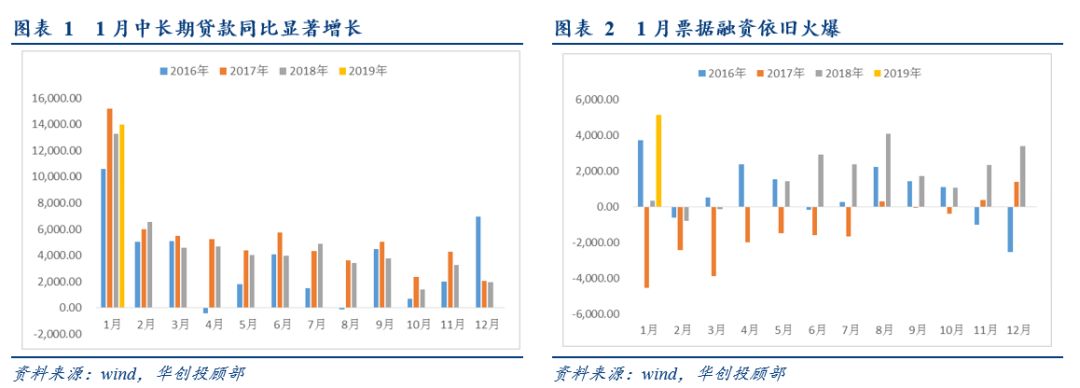 图表 1 1月中长期贷款同比显著增长
2016年 2017年 2018年 2019年
16,000.00
14,000.00
12,000.00
10,000.00
8,000.00
6,000.00
4,000.00
2,000.00
0.00
-2,000.00
1月 2月 3月 4月 5月 6月 7月 8月 9月 10月 11月 12月
资料来源：wind，华创投顾部
图表 2 1月票据融资依旧火爆
2016年 2017年 2018年 2019年
6,000.00
4,000.00
2,000.00
0.00
-2,000.00
-4,000.00
-6,000.00
1月 2月 3月 4月 5月 6月 7月 8月 9月 10月 11月 12月
资料来源：wind，华创投顾部